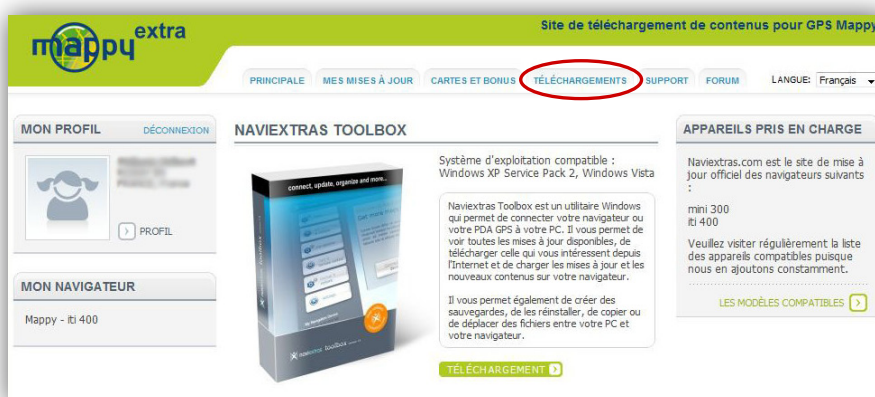 mappy extra
Site de téléchargement de contenus pour GPS Mappy
PRINCIPALE MES MISES À JOUR CARTES ET BONUS TÉLÉCHARGEMENTS SUPPORT FORUM LANGUE: Français
MON PROFIL DÉCONNEXION
PROFIL
MON NAVIGATEUR
Mappy - iti 400
NAVIEXTRAS TOOLBOX
connect, update, organize and more...
naviextras toolbox
Système d'exploitation compatible :
Windows XP Service Pack 2, Windows Vista
Naviextras Toolbox est un utilitaire Windows
qui permet de connecter votre navigateur ou
votre PDA GPS à votre PC. Il vous permet de
voir toutes les mises à jour disponibles, de
télécharger celle qui vous intéressent depuis
l'Internet et de charger les mises à jour et les
nouveaux contenus sur votre navigateur.
Il vous permet également de créer des
sauvegardes, de les réinstaller, de copier ou
de déplacer des fichiers entre votre PC et
votre navigateur.
TÉLÉCHARGEMENT
APPAREILS PRIS EN CHARGE
Naviextras.com est le site de mise à
jour officiel des navigateurs suivants
:
mini 300
iti 400
Veuillez visiter régulièrement la liste
des appareils compatibles puisque
nous en ajoutons constamment.
LES MODÈLES COMPATIBLES